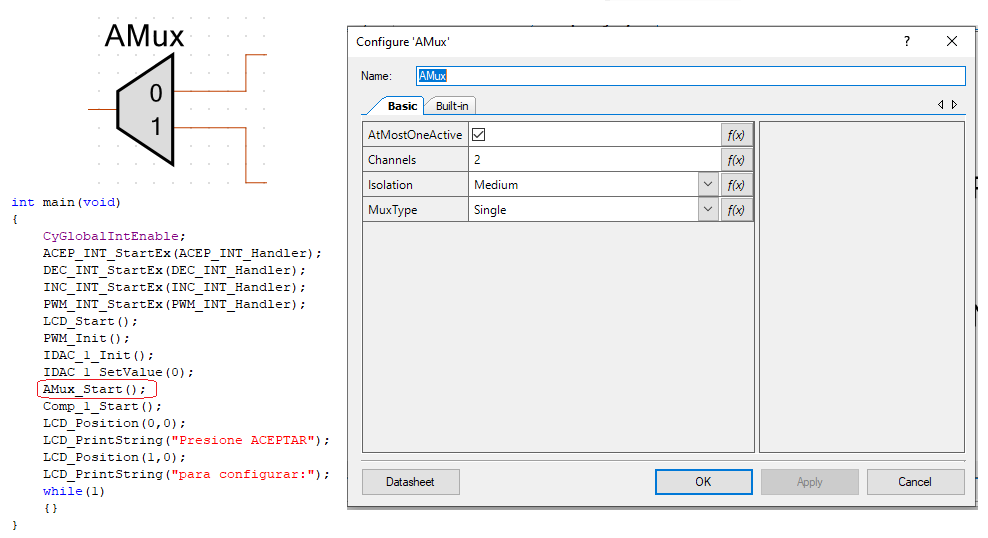 AMux
0
1
int main(void)
{
CyGlobalIntEnable;
ACEP_INT_StartEx(ACEP_INT_Handler);
DEC_INT_StartEx(DEC_INT_Handler);
INC_INT_StartEx(INC_INT_Handler);
PWM_INT_StartEx(PWM_INT_Handler);
LCD_Start();
PWM_Init();
IDAC_1_Init();
IDAC_1_SetValue(0);
AMux_Start();
Comp_1_Start();
LCD_Position(0,0);
LCD_PrintString("Presione ACEPTAR");
LCD_Position(1,0);
LCD_PrintString("para configurar:");
while(1)
{}
}
Configure 'AMux'
Name: AMux
Basic Built-in
AtMostOneActive f(x)
Channels 2 f(x)
Isolation Medium f(x)
MuxType Single f(x)
Datasheet OK Apply Cancel